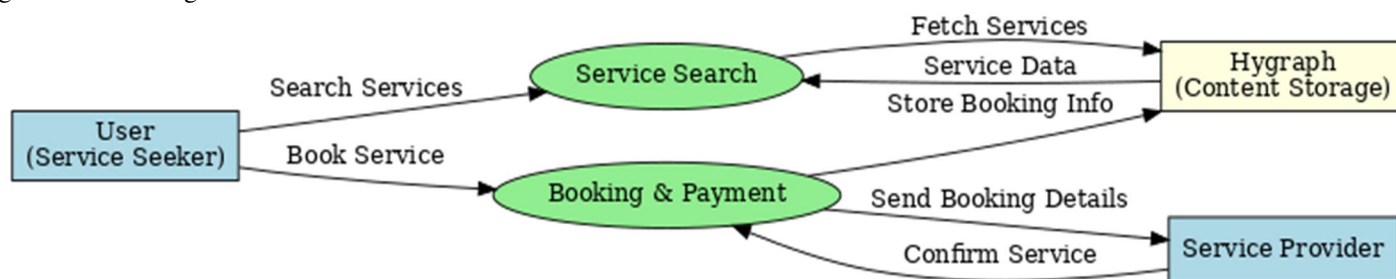 Fetch Services
Service Search
Hygraph
(Content Storage)
Service Data
Search Services
Store Booking Info
User
(Service Seeker)
Book Service
Booking & Payment
Send Booking Details
Service Provider
Confirm Service